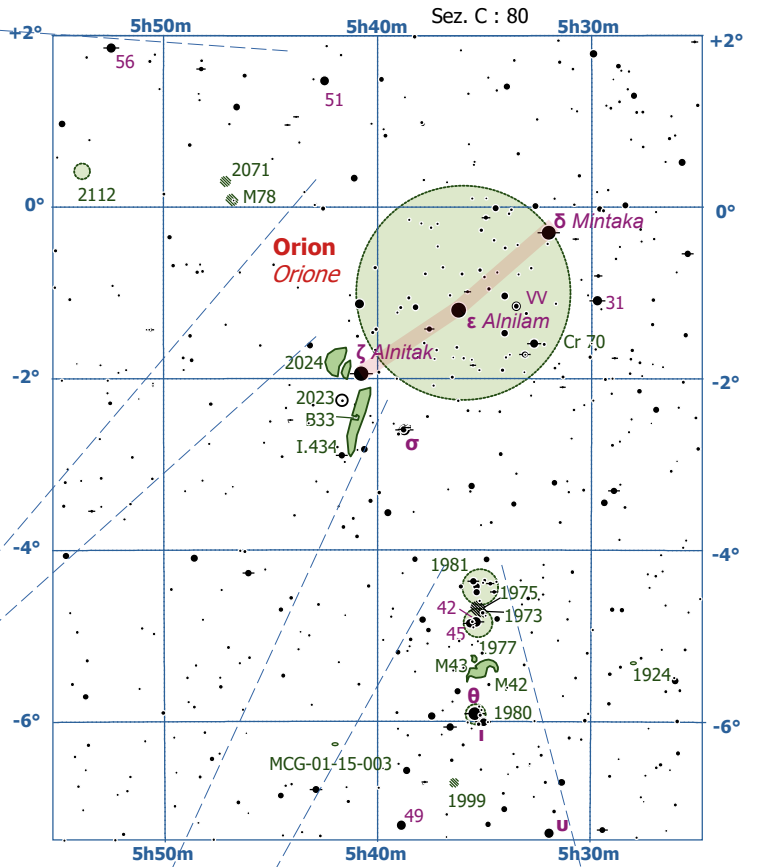 Sez. C : 80
5h50m 5h40m 5h30m
+2° +2°
56
51
2071
M78
2112
0° 0°
δ Mintaka
Orion
Orione
VV
31
ε Alnilam
Cr 70
ζ Alnitak
2024
-2° -2°
2023
B33
σ
I.434
-4° -4°
1981
1975
42
1973
45
1977
M43
M42
1924
θ
1980
-6° -6°
ι
MCG-01-15-003
1999
49
υ
5h50m 5h40m 5h30m